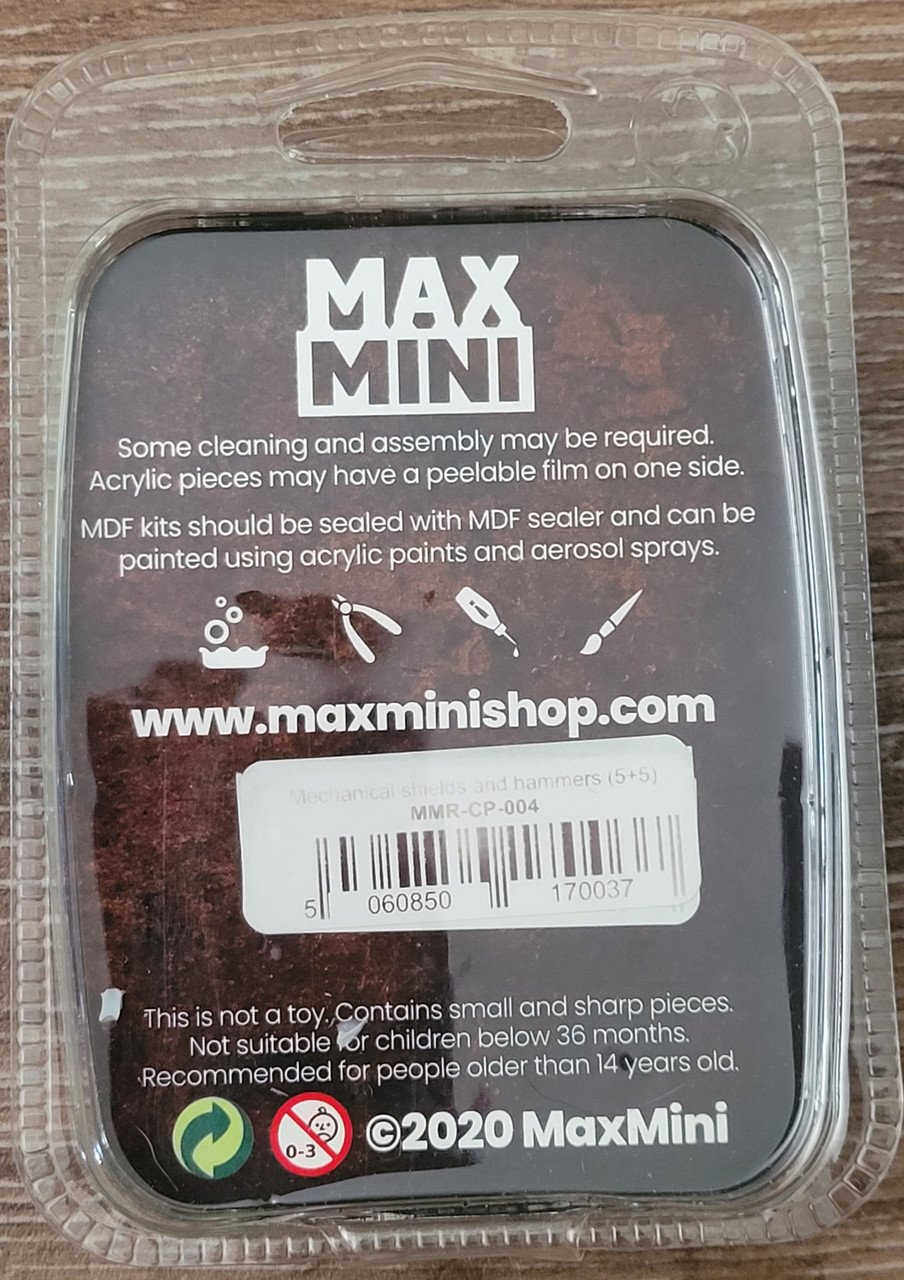 MAX
MINI
Some cleaning and assembly may be required.
Acrylic pieces may have a peelable film on one side.
MDF kits should be sealed with MDF sealer and can be
painted using acrylic paints and aerosol sprays.
www.maxminishop.com
Mechanical shields and hammers (5+5)
MMR-CP-004
5 060850 170037
This is not a toy. Contains small and sharp pieces.
Not suitable for children below 36 months.
Recommended for people older than 14 years old.
0-3 ©2020 MaxMini